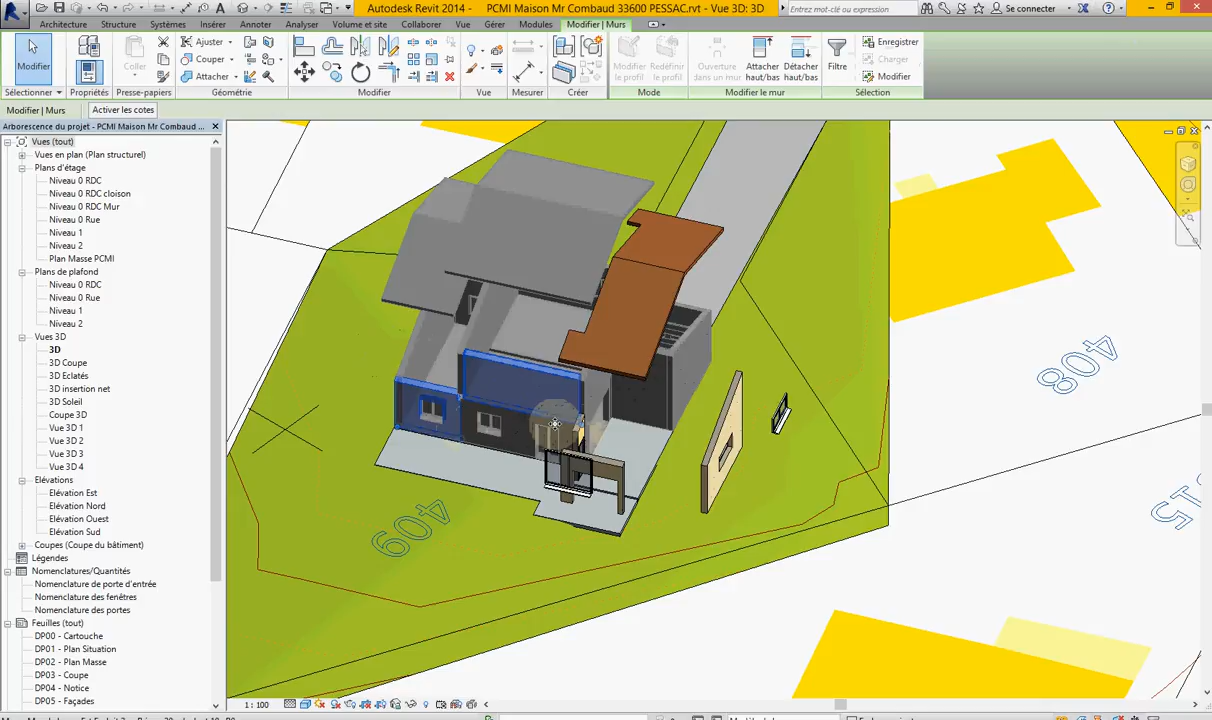 Autodesk Revit 2014 - PCMI Maison Mr Combaud 33600 PESSAC.rvt - Vue 3D: 3D
Entrez mot-clé ou expression
Se connecter
Architecture Structure Systèmes Insérer Annoter Analyser Volume et site Collaborer Vue Gérer Modules Modifier | Murs
Modifier
Coller
Ajuster
Couper
Attacher
Modifier le profil
Redéfinir le profil
Ouverture dans un mur
Attacher haut/bas
Détacher haut/bas
Filtre
Enregistrer
Charger
Modifier
Sélectionner Propriétés Presse-papiers Géométrie Modifier Vue Mesurer Créer Mode Modifier le mur Sélection
Modifier | Murs Activer les cotes
Arborescence du projet - PCMI Maison Mr Combaud ...
Vues (tout)
Vues en plan (Plan structurel)
Plans d'étage
Niveau 0 RDC
Niveau 0 RDC cloison
Niveau 0 RDC Mur
Niveau 0 Rue
Niveau 1
Niveau 2
Plan Masse PCMI
Plans de plafond
Niveau 0 RDC
Niveau 0 Rue
Niveau 1
Niveau 2
Vues 3D
3D
3D Coupe
3D Eclatés
3D insertion net
3D Soleil
Coupe 3D
Vue 3D 1
Vue 3D 2
Vue 3D 3
Vue 3D 4
Elévations
Elévation Est
Elévation Nord
Elévation Ouest
Elévation Sud
Coupes (Coupe du bâtiment)
Légendes
Nomenclatures/Quantités
Nomenclature de porte d'entrée
Nomenclature des fenêtres
Nomenclature des portes
Feuilles (tout)
DP00 - Cartouche
DP01 - Plan Situation
DP02 - Plan Masse
DP03 - Coupe
DP04 - Notice
DP05 - Façades
408
409
515
1 : 100